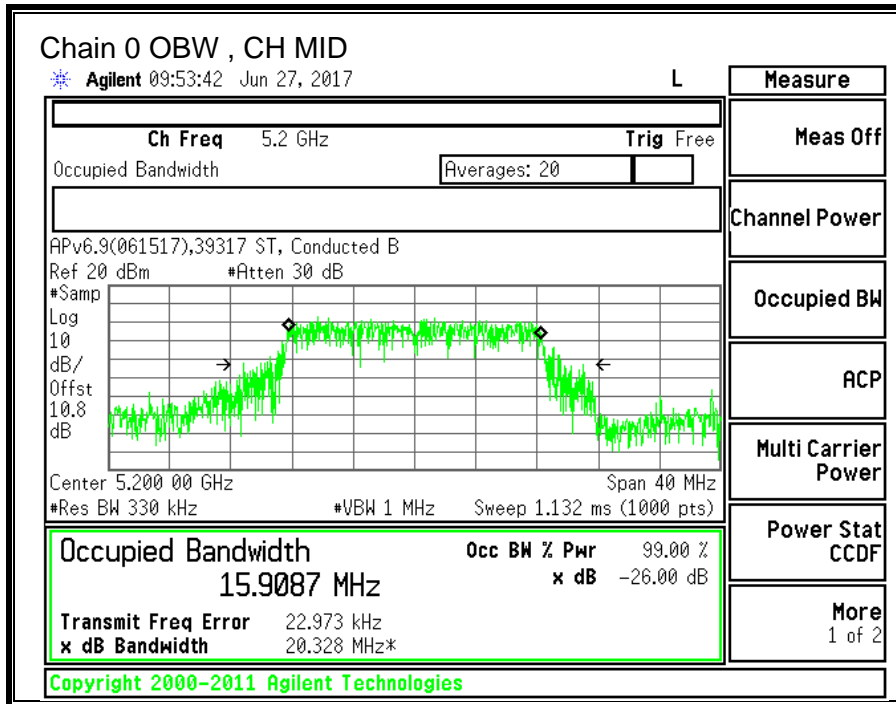 Chain 0 OBW , CH MID
Agilent 09:53:42 Jun 27, 2017 L Measure
Ch Freq 5.2 GHz Trig Free
Meas Off
Occupied Bandwidth Averages: 20
Channel Power
APv6.9(061517),39317 ST, Conducted B
Ref 20 dBm #Atten 30 dB
#Samp
Log
10
dB/
Offst
10.8
dB
Occupied BW
ACP
Multi Carrier
Power
Center 5.200 00 GHz Span 40 MHz
#Res BW 330 kHz #VBW 1 MHz Sweep 1.132 ms (1000 pts)
Power Stat
CCDF
Occupied Bandwidth Occ BW % Pwr 99.00 %
15.9087 MHz x dB -26.00 dB
Transmit Freq Error 22.973 kHz
x dB Bandwidth 20.328 MHz*
More
1 of 2
Copyright 2000-2011 Agilent Technologies